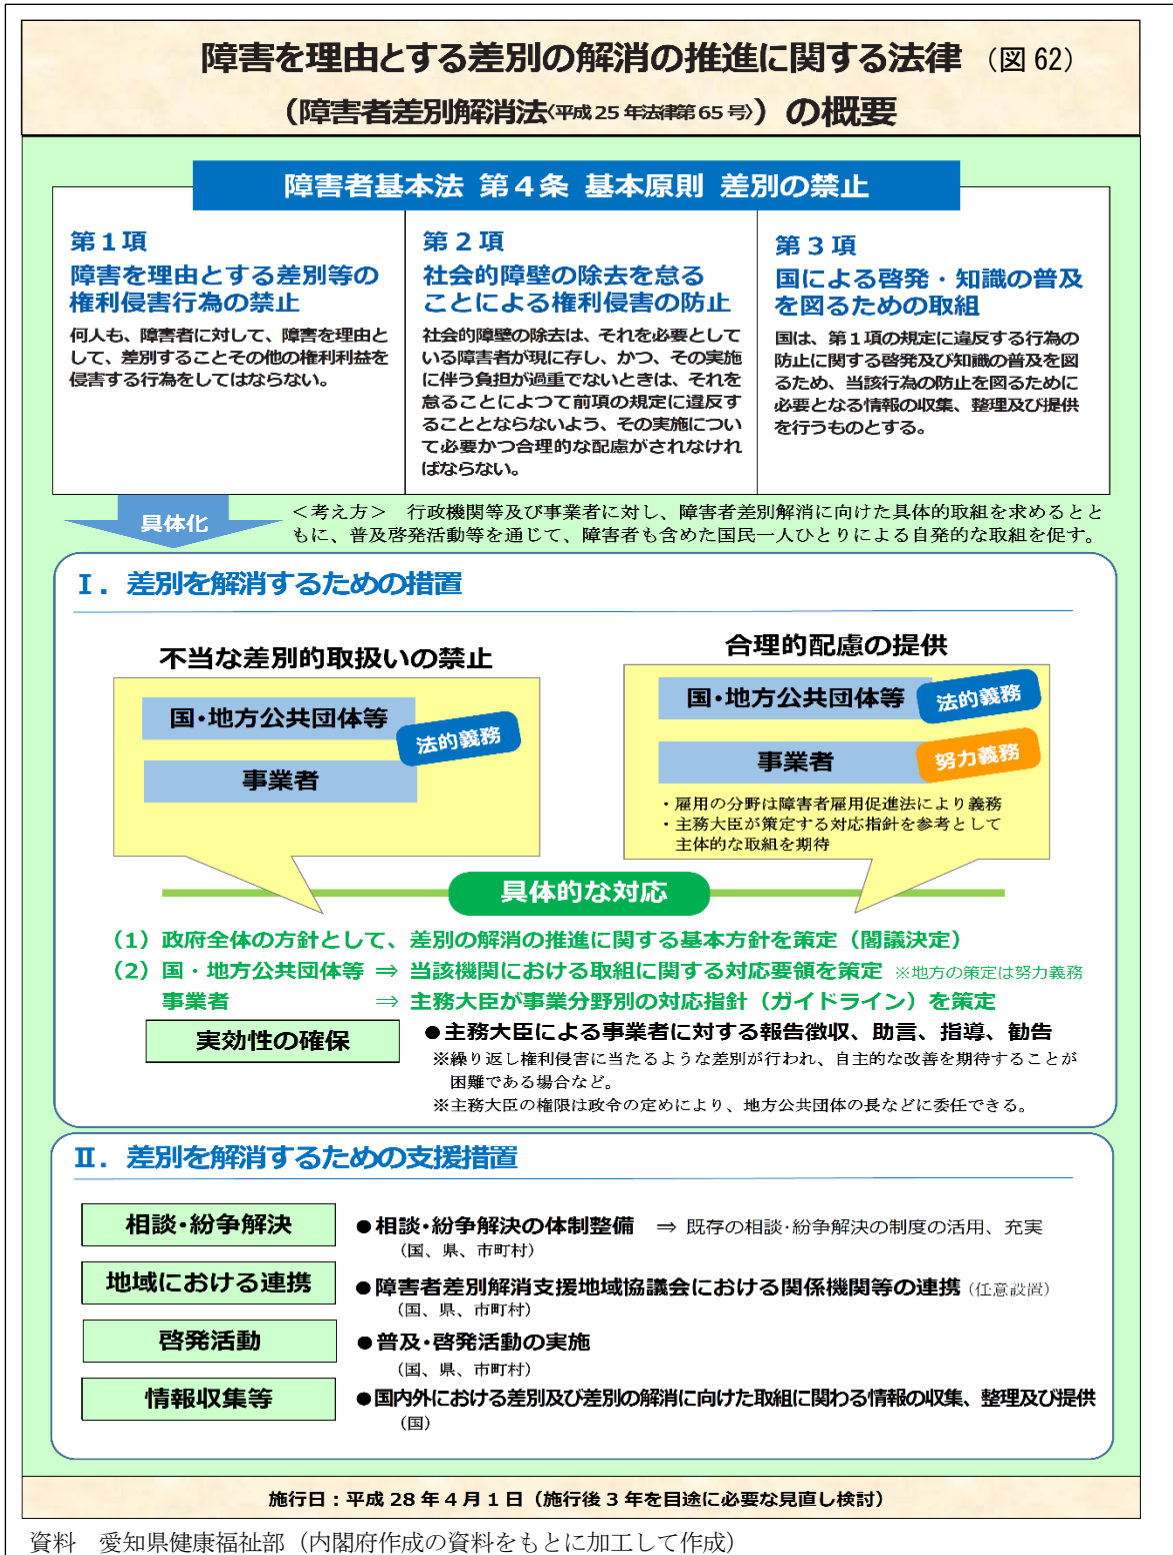 障害を理由とする差別の解消の推進に関する法律 （図62）
（障害者差別解消法〈平成25年法律第65号〉）の概要
障害者基本法 第４条 基本原則 差別の禁止
第１項
障害を理由とする差別等の
権利侵害行為の禁止
何人も、障害者に対して、障害を理由と
して、差別することその他の権利利益を
侵害する行為をしてはならない。
第２項
社会的障壁の除去を怠る
ことによる権利侵害の防止
社会的障壁の除去は、それを必要として
いる障害者が現に存し、かつ、その実施
に伴う負担が過重でないときは、それを
怠ることによつて前項の規定に違反す
ることとならないよう、その実施につい
て必要かつ合理的な配慮がされなけれ
ばならない。
第３項
国による啓発・知識の普及
を図るための取組
国は、第１項の規定に違反する行為の
防止に関する啓発及び知識の普及を図
るため、当該行為の防止を図るために
必要となる情報の収集、整理及び提供
を行うものとする。
具体化
＜考え方＞　行政機関等及び事業者に対し、障害者差別解消に向けた具体的取組を求めるとと
もに、普及啓発活動等を通じて、障害者も含めた国民一人ひとりによる自発的な取組を促す。
Ⅰ．差別を解消するための措置
不当な差別的取扱いの禁止
国・地方公共団体等
法的義務
事業者
合理的配慮の提供
国・地方公共団体等
法的義務
事業者
努力義務
・雇用の分野は障害者雇用促進法により義務
・主務大臣が策定する対応指針を参考として
主体的な取組を期待
具体的な対応
（1）政府全体の方針として、差別の解消の推進に関する基本方針を策定（閣議決定）
（2）国・地方公共団体等 ⇒ 当該機関における取組に関する対応要領を策定 ※地方の策定は努力義務
事業者 ⇒ 主務大臣が事業分野別の対応指針（ガイドライン）を策定
実効性の確保
●主務大臣による事業者に対する報告徴収、助言、指導、勧告
※繰り返し権利侵害に当たるような差別が行われ、自主的な改善を期待することが
困難である場合など。
※主務大臣の権限は政令の定めにより、地方公共団体の長などに委任できる。
Ⅱ．差別を解消するための支援措置
相談・紛争解決
●相談・紛争解決の体制整備 ⇒ 既存の相談・紛争解決の制度の活用、充実
（国、県、市町村）
地域における連携
●障害者差別解消支援地域協議会における関係機関等の連携（任意設置）
（国、県、市町村）
啓発活動
●普及・啓発活動の実施
（国、県、市町村）
情報収集等
●国内外における差別及び差別の解消に向けた取組に関わる情報の収集、整理及び提供
（国）
施行日：平成28年4月1日（施行後3年を目途に必要な見直し検討）
資料　愛知県健康福祉部（内閣府作成の資料をもとに加工して作成）